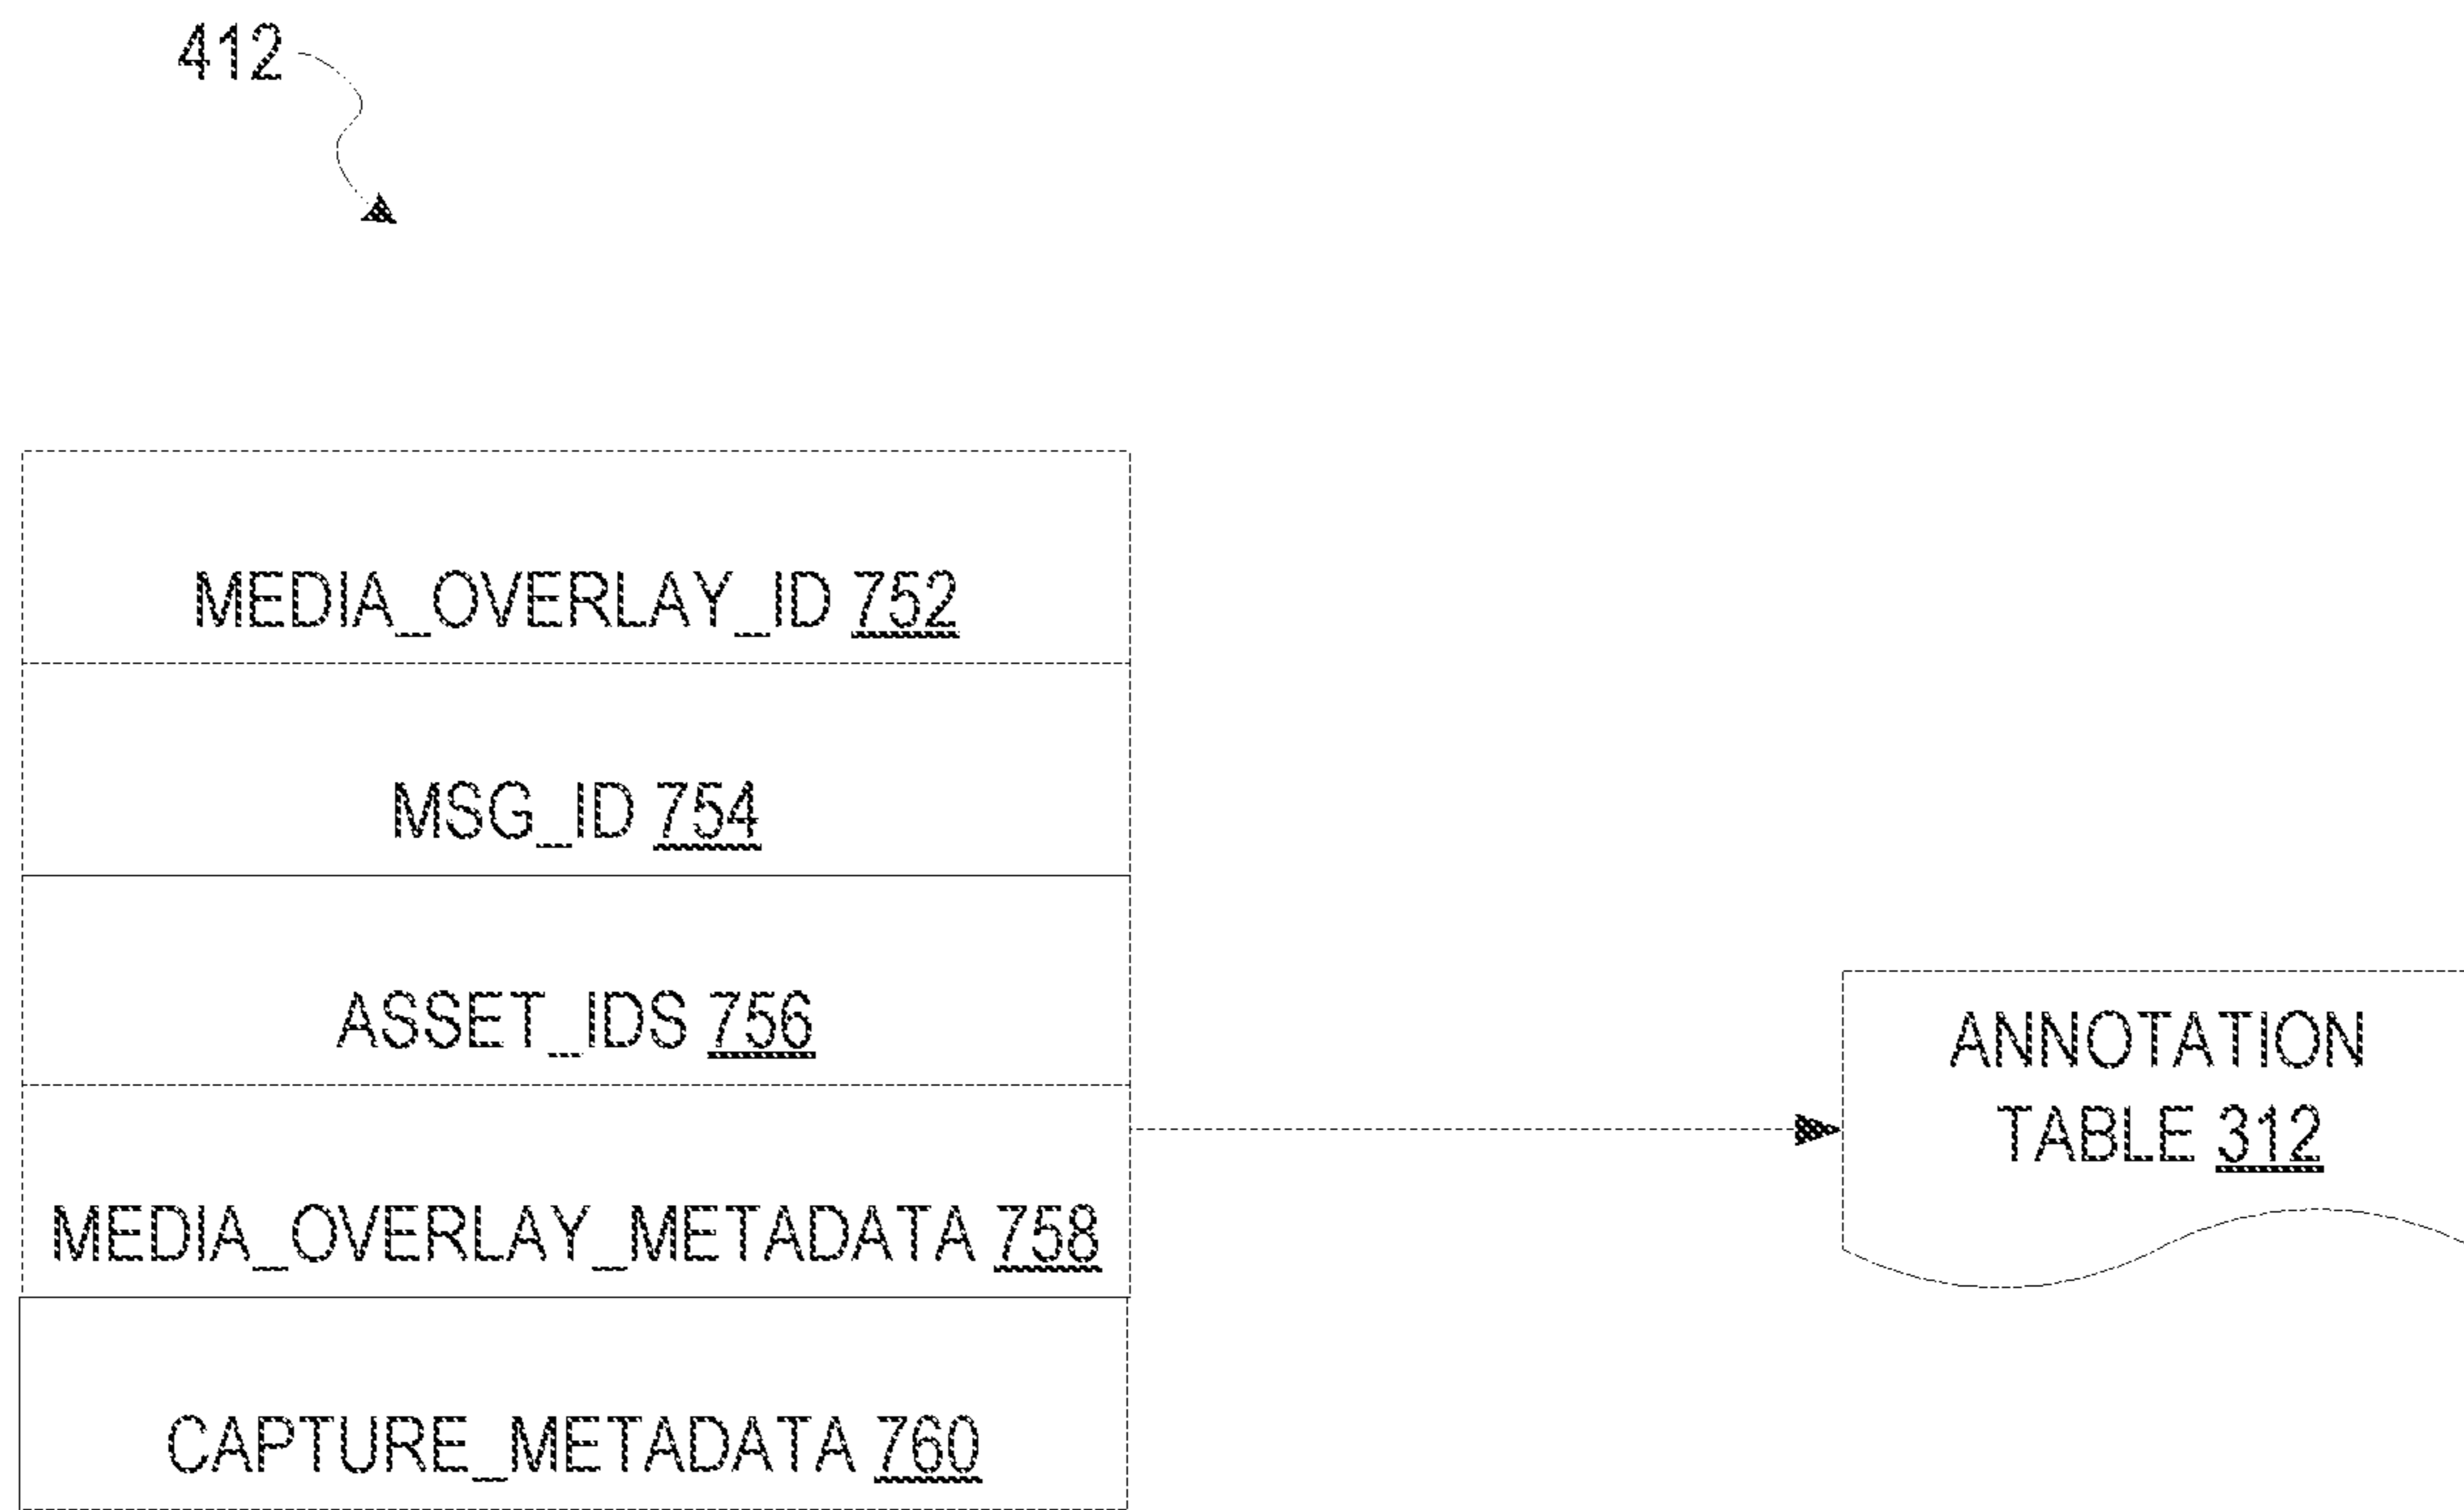 412
MEDIA_OVERLAY_ID 752
MSG_ID 754
ASSET_IDS 756
MEDIA_OVERLAY_METADATA 758
CAPTURE_METADATA 760
ANNOTATION
TABLE 312